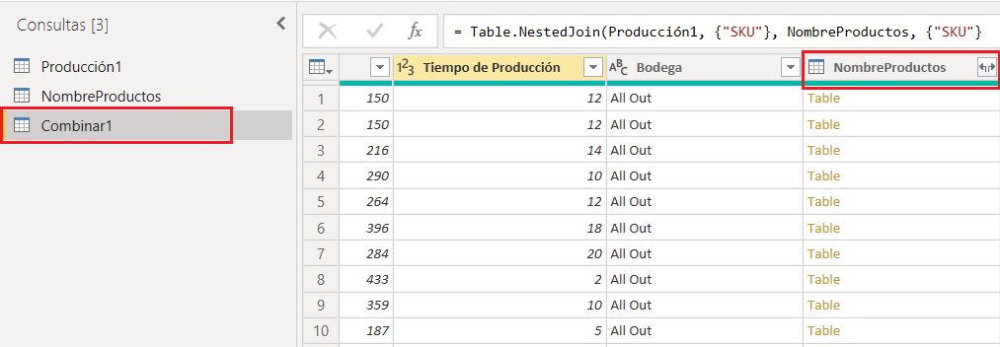 Consultas [3]
Producción1
NombreProductos
Combinar1
fx
= Table.NestedJoin(Producción1, {"SKU"}, NombreProductos, {"SKU"}
123 Tiempo de Producción ABC Bodega NombreProductos
1 150 12 All Out Table
2 150 12 All Out Table
3 216 14 All Out Table
4 290 10 All Out Table
5 264 12 All Out Table
6 396 18 All Out Table
7 284 20 All Out Table
8 433 2 All Out Table
9 359 10 All Out Table
10 187 5 All Out Table